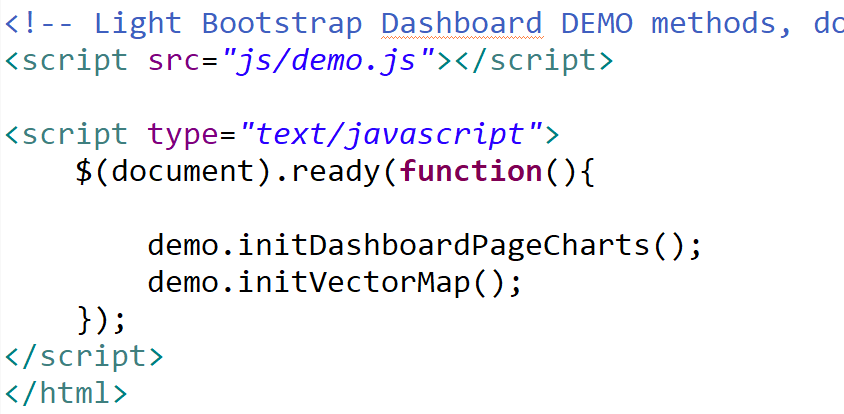 <!-- Light Bootstrap Dashboard DEMO methods, do
<script src="js/demo.js"></script>
<script type="text/javascript">
$(document).ready(function(){
demo.initDashboardPageCharts();
demo.initVectorMap();
});
</script>
</html>